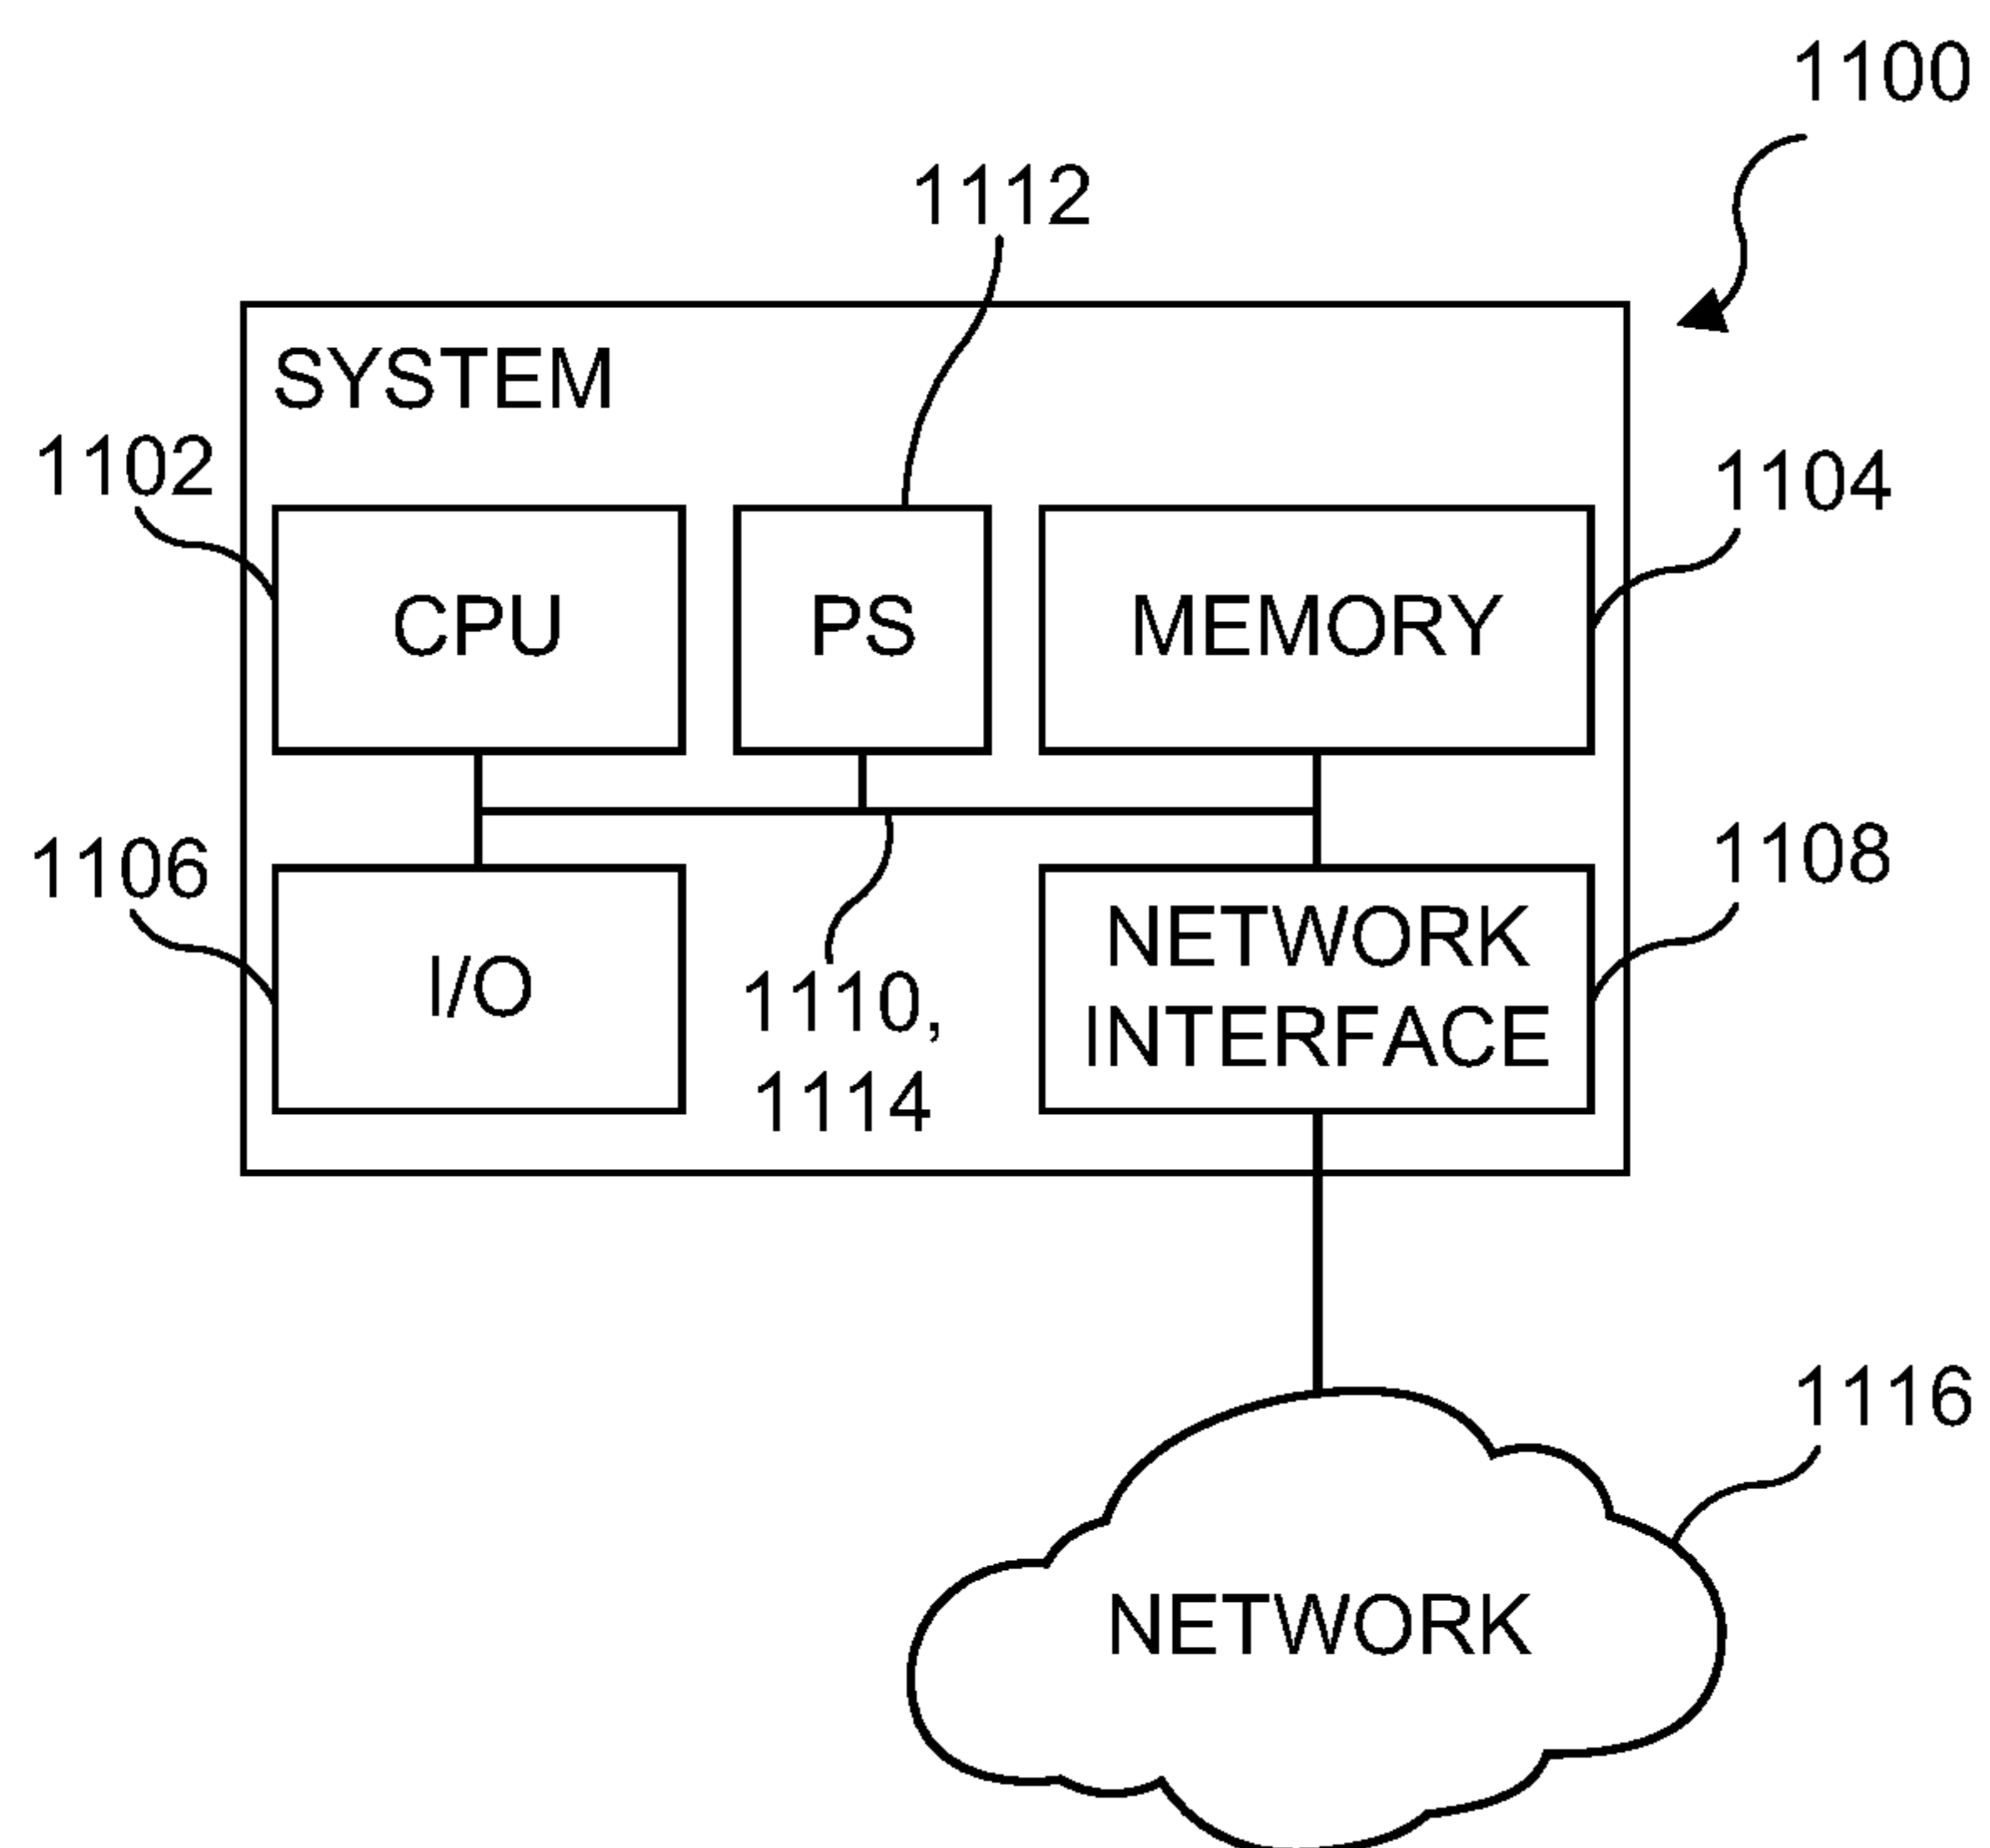 1100
1112
SYSTEM
1102
1104
CPU
PS
MEMORY
1106
1108
I/O
NETWORK
INTERFACE
1110,
1114
1116
NETWORK